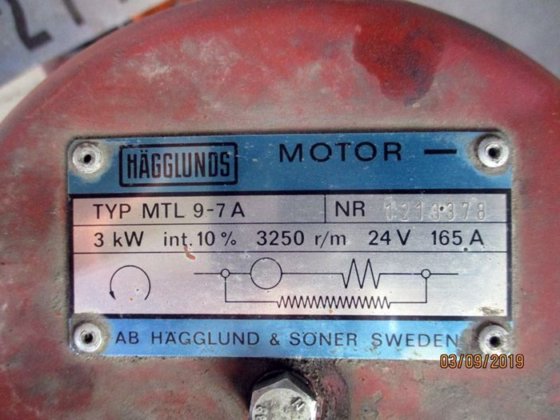 HÄGGLUNDS MOTOR —
TYP MTL 9-7 A NR
3 kW int. 10 % 3250 r/m 24 V 165 A
AB HÄGGLUND & SÖNER SWEDEN
03/09/2019